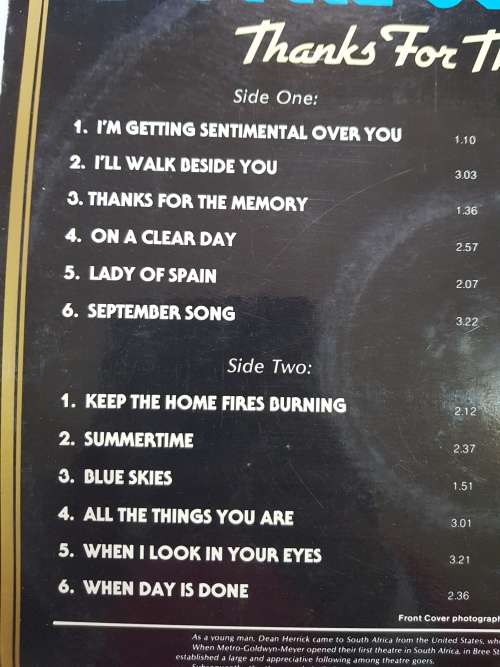 Thanks For Th
Side One:
1. I'M GETTING SENTIMENTAL OVER YOU 1.10
2. I'LL WALK BESIDE YOU 3.03
3. THANKS FOR THE MEMORY 1.36
4. ON A CLEAR DAY 2.57
5. LADY OF SPAIN 2.07
6. SEPTEMBER SONG 3.22
Side Two:
1. KEEP THE HOME FIRES BURNING 2.12
2. SUMMERTIME 2.37
3. BLUE SKIES 1.51
4. ALL THE THINGS YOU ARE 3.01
5. WHEN I LOOK IN YOUR EYES 3.21
6. WHEN DAY IS DONE 2.36
Front Cover photograph
As a young man, Dean Herrick came to South Africa from the United States, whe
When Metro-Goldwyn-Meyer opened their first theatre in South Africa, in Bree St
established a large and appreciative following among theatre goers.